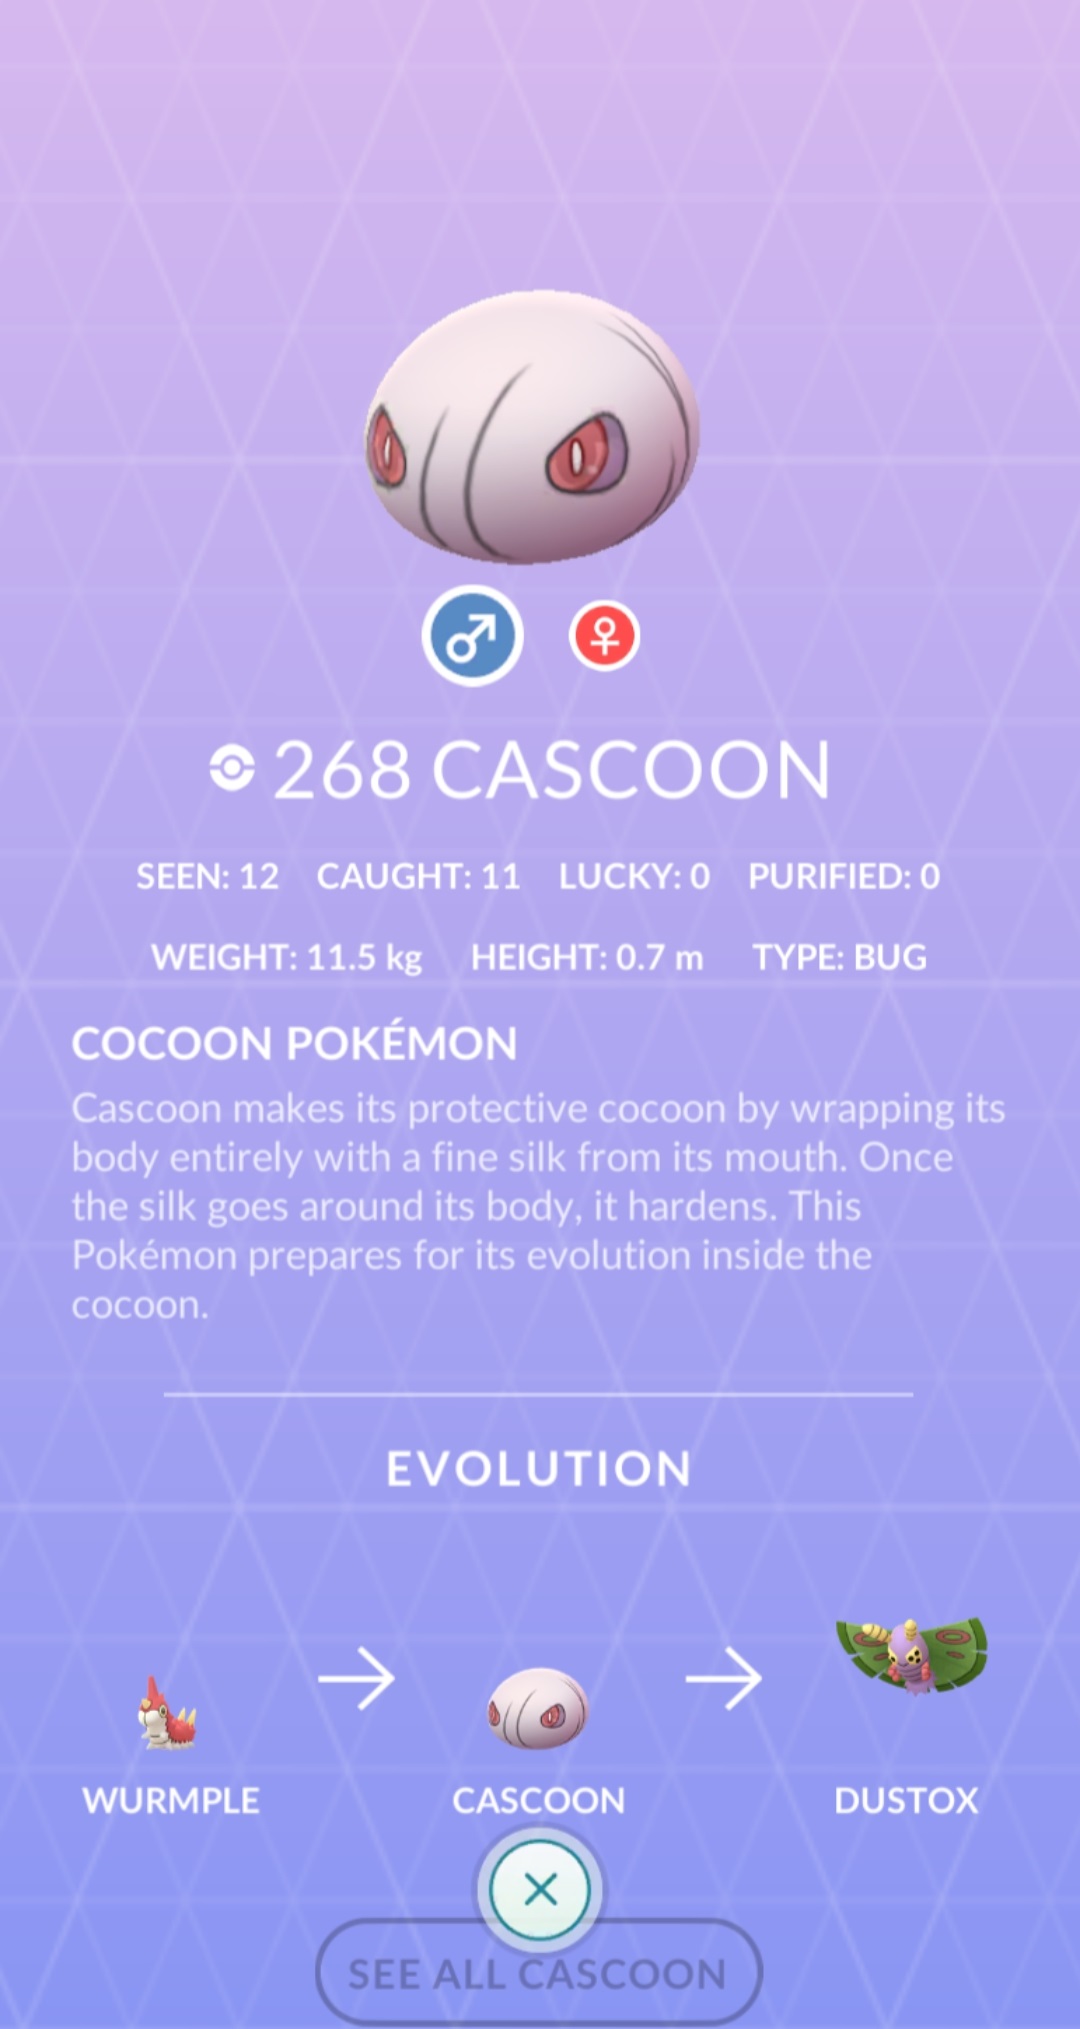 268 CASCOON
SEEN: 12 CAUGHT: 11 LUCKY: 0 PURIFIED: 0
WEIGHT: 11.5 kg HEIGHT: 0.7 m TYPE: BUG
COCOON POKÉMON
Cascoon makes its protective cocoon by wrapping its
body entirely with a fine silk from its mouth. Once
the silk goes around its body, it hardens. This
Pokémon prepares for its evolution inside the
cocoon.
EVOLUTION
WURMPLE CASCOON DUSTOX
SEE ALL CASCOON